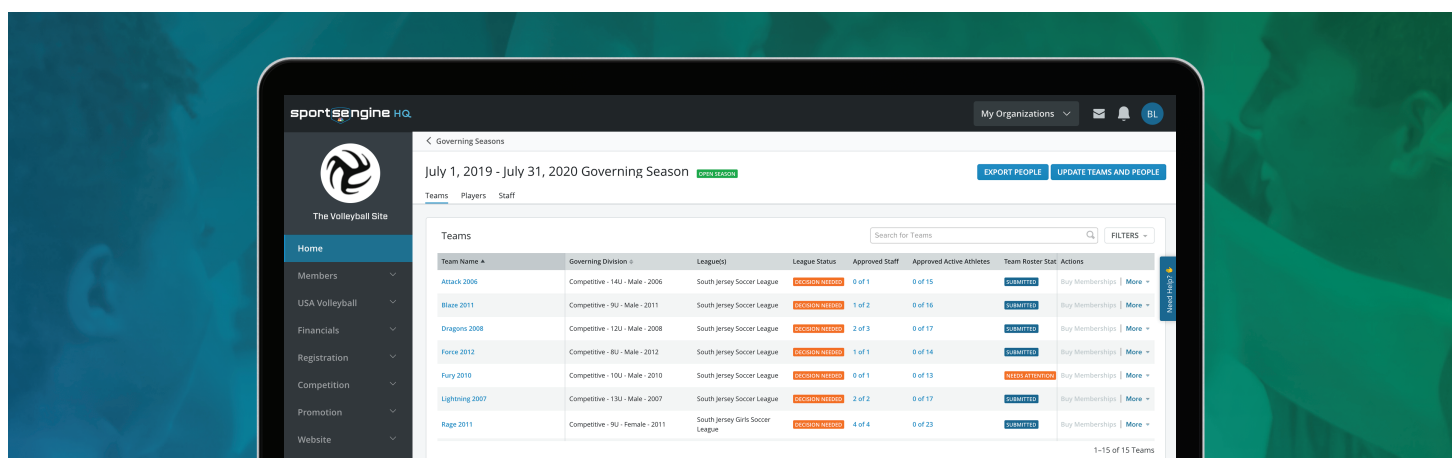 sportsengine HQ
My Organizations
BL
Governing Seasons
July 1, 2019 - July 31, 2020 Governing Season OPEN SEASON
EXPORT PEOPLE UPDATE TEAMS AND PEOPLE
Teams Players Staff
The Volleyball Site
Home
Members
USA Volleyball
Financials
Registration
Competition
Promotion
Website
Teams
Search for Teams
FILTERS
Team Name Governing Division League(s) League Status Approved Staff Approved Active Athletes Team Roster Stat Actions
Attack 2006 Competitive - 14U - Male - 2006 South Jersey Soccer League DECISION NEEDED 0 of 1 0 of 15 SUBMITTED Buy Memberships | More
Blaze 2011 Competitive - 9U - Male - 2011 South Jersey Soccer League DECISION NEEDED 1 of 2 0 of 16 SUBMITTED Buy Memberships | More
Dragons 2008 Competitive - 12U - Male - 2008 South Jersey Soccer League DECISION NEEDED 2 of 3 0 of 17 SUBMITTED Buy Memberships | More
Force 2012 Competitive - 8U - Male - 2012 South Jersey Soccer League DECISION NEEDED 1 of 1 0 of 14 SUBMITTED Buy Memberships | More
Fury 2010 Competitive - 10U - Male - 2010 South Jersey Soccer League DECISION NEEDED 0 of 1 0 of 13 NEEDS ATTENTION Buy Memberships | More
Lightning 2007 Competitive - 13U - Male - 2007 South Jersey Soccer League DECISION NEEDED 2 of 2 0 of 17 SUBMITTED Buy Memberships | More
Rage 2011 Competitive - 9U - Female - 2011 South Jersey Girls Soccer League DECISION NEEDED 4 of 4 0 of 23 SUBMITTED Buy Memberships | More
1–15 of 15 Teams
Need Help?